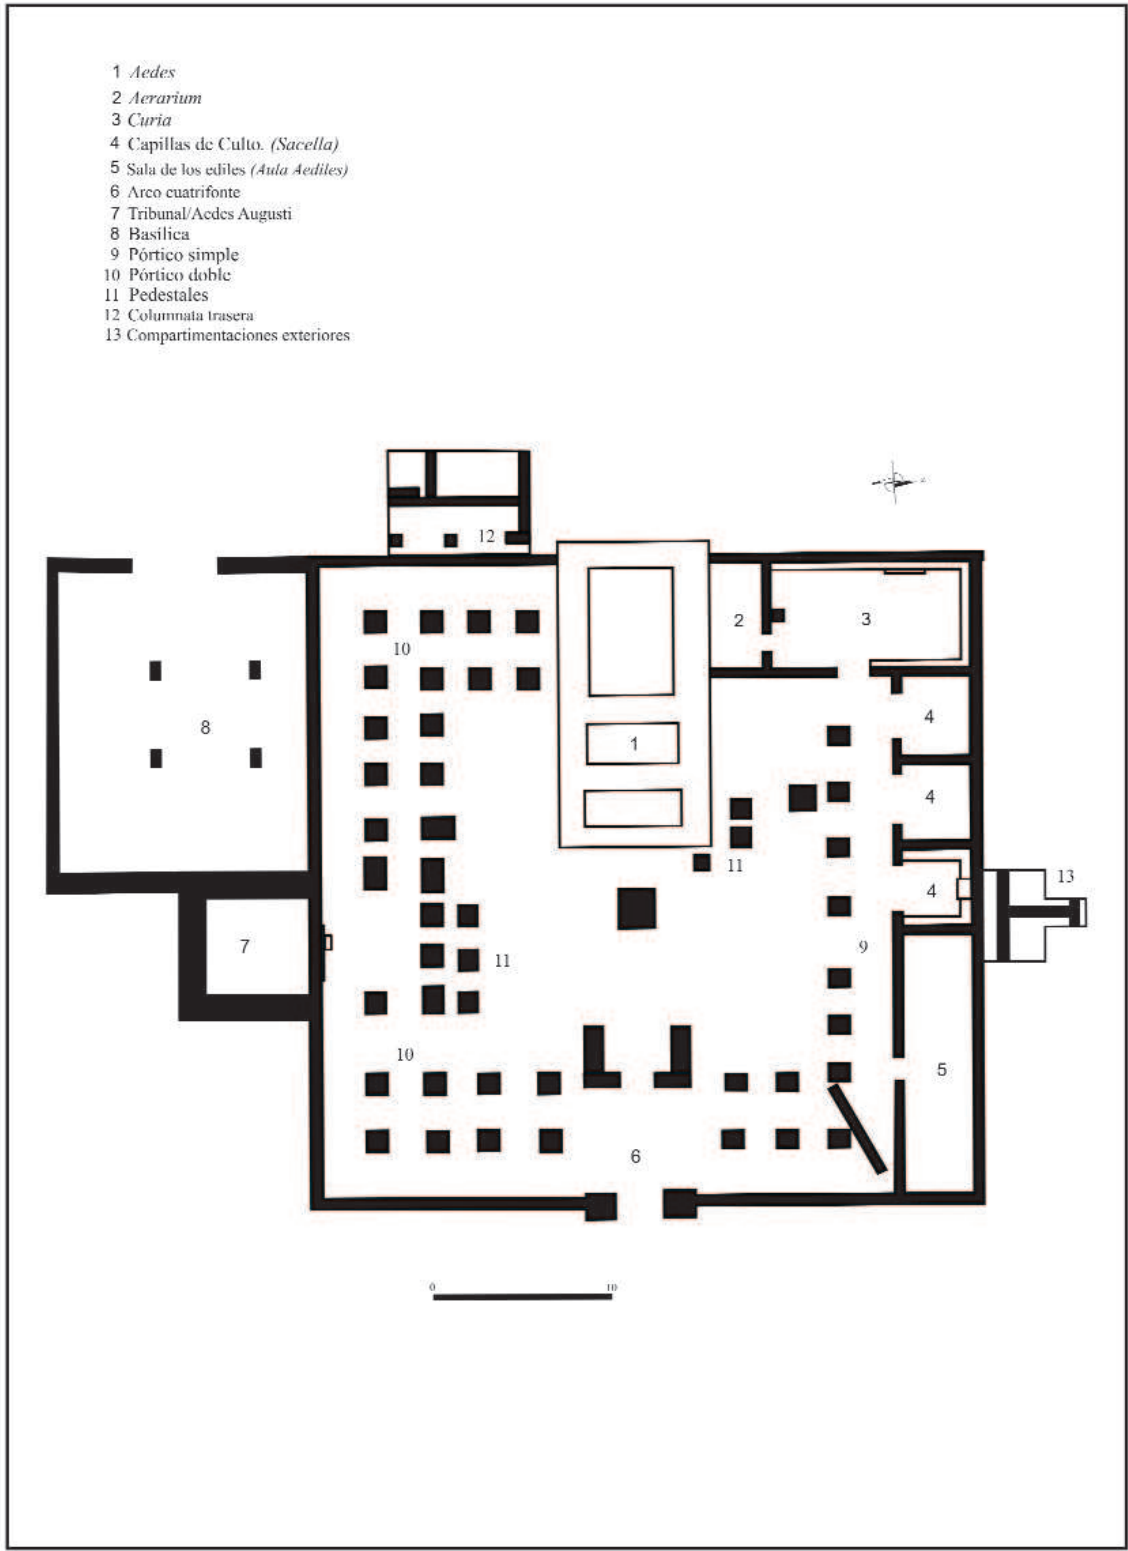 1 Aedes
2 Aerarium
3 Curia
4 Capillas de Culto. (Sacella)
5 Sala de los ediles (Aula Aediles)
6 Arco cuatrifonte
7 Tribunal/Aedes Augusti
8 Basílica
9 Pórtico simple
10 Pórtico doble
11 Pedestales
12 Columnata trasera
13 Compartimentaciones exteriores
12
2
3
10
4
8
1
4
11
13
4
7
9
11
10
5
6
0 10